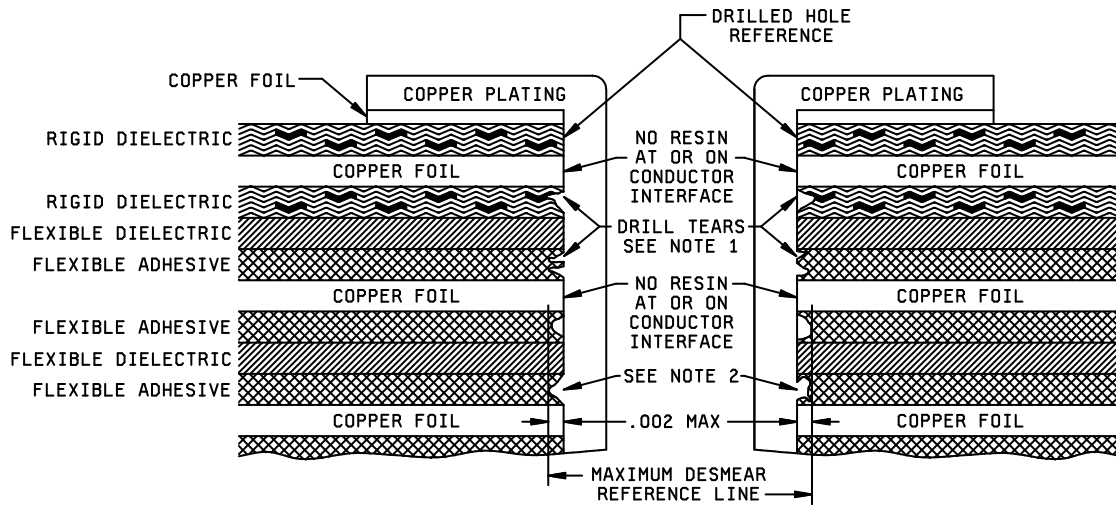 DRILLED HOLE
REFERENCE
COPPER FOIL
COPPER PLATING
COPPER PLATING
RIGID DIELECTRIC
NO RESIN
AT OR ON
CONDUCTOR
INTERFACE
COPPER FOIL
COPPER FOIL
RIGID DIELECTRIC
FLEXIBLE DIELECTRIC
DRILL TEARS
SEE NOTE 1
FLEXIBLE ADHESIVE
COPPER FOIL
NO RESIN
AT OR ON
CONDUCTOR
INTERFACE
COPPER FOIL
FLEXIBLE ADHESIVE
FLEXIBLE DIELECTRIC
FLEXIBLE ADHESIVE
SEE NOTE 2
COPPER FOIL
.002 MAX
COPPER FOIL
MAXIMUM DESMEAR
REFERENCE LINE